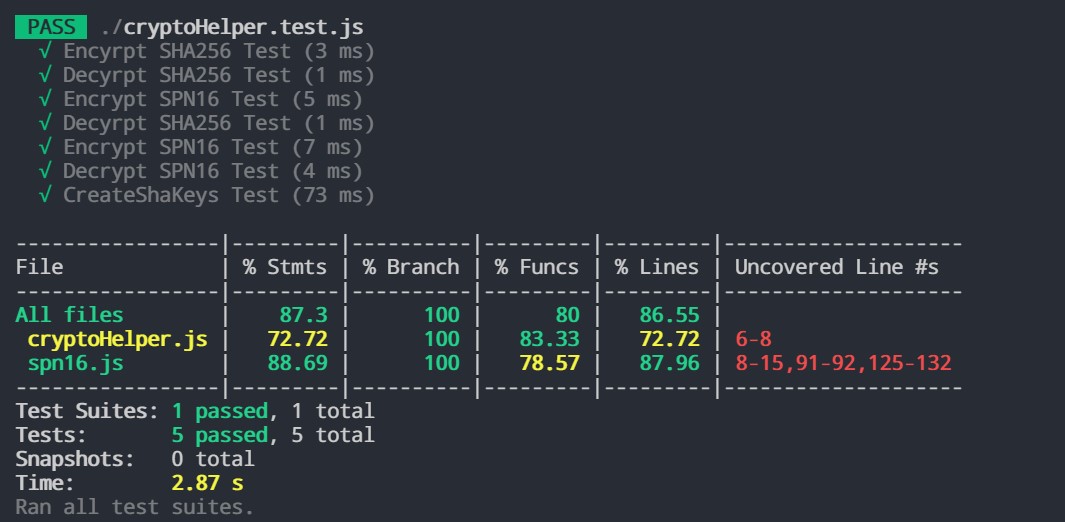 PASS ./cryptoHelper.test.js
√ Encyrpt SHA256 Test (3 ms)
√ Decyrpt SHA256 Test (1 ms)
√ Encrypt SPN16 Test (5 ms)
√ Decyrpt SHA256 Test (1 ms)
√ Encrypt SPN16 Test (7 ms)
√ Decrypt SPN16 Test (4 ms)
√ CreateShaKeys Test (73 ms)
-----------------|---------|----------|---------|---------|--------------------
File | % Stmts | % Branch | % Funcs | % Lines | Uncovered Line #s
-----------------|---------|----------|---------|---------|--------------------
All files | 87.3 | 100 | 80 | 86.55 |
cryptoHelper.js | 72.72 | 100 | 83.33 | 72.72 | 6-8
spn16.js | 88.69 | 100 | 78.57 | 87.96 | 8-15,91-92,125-132
-----------------|---------|----------|---------|---------|--------------------
Test Suites: 1 passed, 1 total
Tests: 5 passed, 5 total
Snapshots: 0 total
Time: 2.87 s
Ran all test suites.